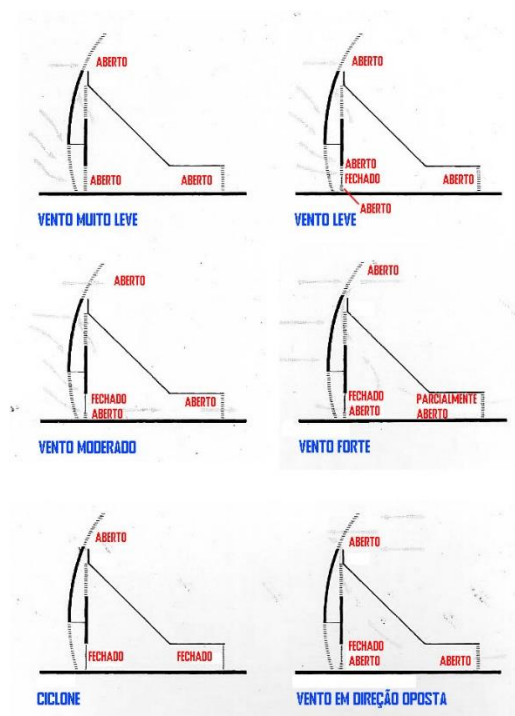 ABERTO
ABERTO
ABERTO
VENTO MUITO LEVE
ABERTO
ABERTO
FECHADO
ABERTO
ABERTO
VENTO LEVE
ABERTO
FECHADO
ABERTO
ABERTO
VENTO MODERADO
ABERTO
FECHADO
ABERTO
PARCIALMENTE
ABERTO
VENTO FORTE
ABERTO
FECHADO
FECHADO
CICLONE
ABERTO
FECHADO
ABERTO
ABERTO
VENTO EM DIREÇÃO OPOSTA